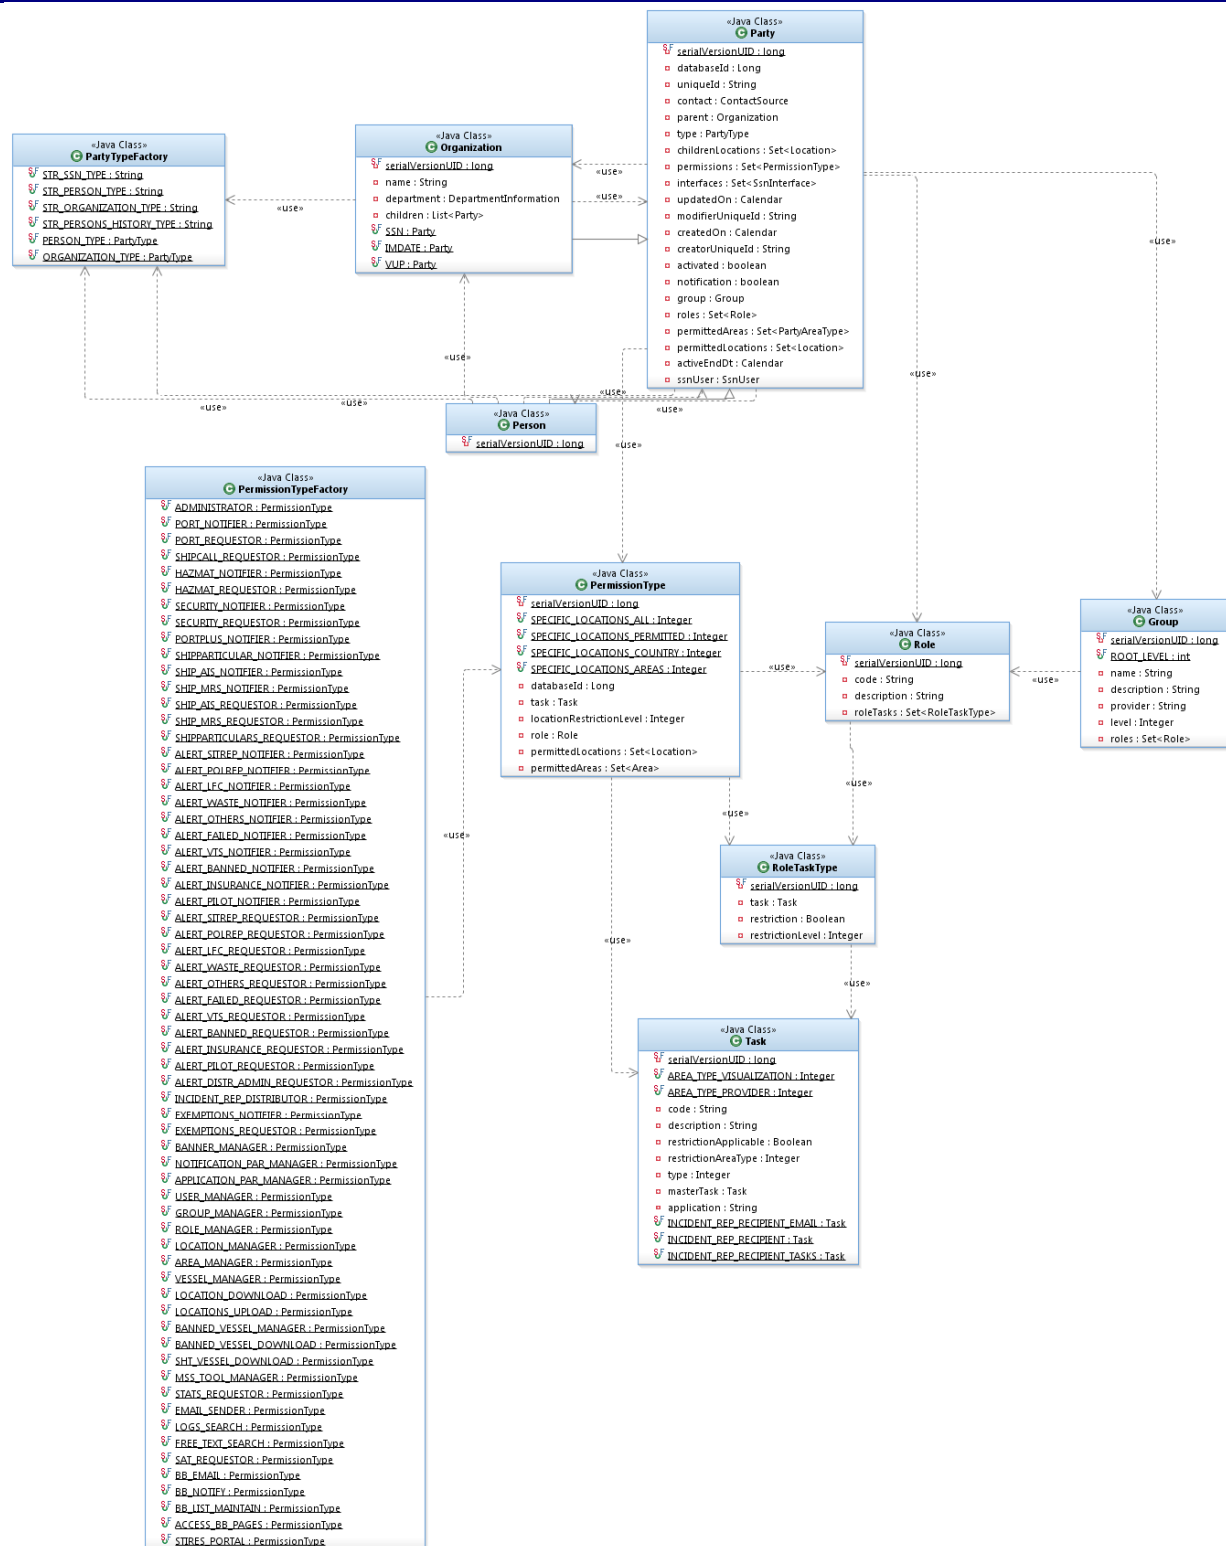 «Java Class»
Party
serialVersionUID : long
databaseId : Long
uniqueId : String
contact : ContactSource
parent : Organization
type : PartyType
childrenLocations : Set<Location>
permissions : Set<PermissionType>
interfaces : Set<SsnInterface>
updatedOn : Calendar
modifierUniqueId : String
createdOn : Calendar
creatorUniqueId : String
activated : boolean
notification : boolean
group : Group
roles : Set<Role>
permittedAreas : Set<PartyAreaType>
permittedLocations : Set<Location>
activeEndDt : Calendar
ssnUser : SsnUser
«Java Class»
PartyTypeFactory
STR_SSN_TYPE : String
STR_PERSON_TYPE : String
STR_ORGANIZATION_TYPE : String
STR_PERSONS_HISTORY_TYPE : String
PERSON_TYPE : PartyType
ORGANIZATION_TYPE : PartyType
«Java Class»
Organization
serialVersionUID : long
name : String
department : DepartmentInformation
children : List<Party>
SSN : Party
IMDATE : Party
VUP : Party
«use»
«use»
«use»
«use»
«use»
«use»
«use»
«use»
«use»
«use»
«use»
«Java Class»
Person
serialVersionUID : long
«Java Class»
PermissionTypeFactory
ADMINISTRATOR : PermissionType
PORT_NOTIFIER : PermissionType
PORT_REQUESTOR : PermissionType
SHIPCALL_REQUESTOR : PermissionType
HAZMAT_NOTIFIER : PermissionType
HAZMAT_REQUESTOR : PermissionType
SECURITY_NOTIFIER : PermissionType
SECURITY_REQUESTOR : PermissionType
PORTPLUS_NOTIFIER : PermissionType
SHIPPARTICULAR_NOTIFIER : PermissionType
SHIP_AIS_NOTIFIER : PermissionType
SHIP_MRS_NOTIFIER : PermissionType
SHIP_AIS_REQUESTOR : PermissionType
SHIP_MRS_REQUESTOR : PermissionType
SHIPPARTICULARS_REQUESTOR : PermissionType
ALERT_SITREP_NOTIFIER : PermissionType
ALERT_POLREP_NOTIFIER : PermissionType
ALERT_LFC_NOTIFIER : PermissionType
ALERT_WASTE_NOTIFIER : PermissionType
ALERT_OTHERS_NOTIFIER : PermissionType
ALERT_FAILED_NOTIFIER : PermissionType
ALERT_VTS_NOTIFIER : PermissionType
ALERT_BANNED_NOTIFIER : PermissionType
ALERT_INSURANCE_NOTIFIER : PermissionType
ALERT_PILOT_NOTIFIER : PermissionType
ALERT_SITREP_REQUESTOR : PermissionType
ALERT_POLREP_REQUESTOR : PermissionType
ALERT_LFC_REQUESTOR : PermissionType
ALERT_WASTE_REQUESTOR : PermissionType
ALERT_OTHERS_REQUESTOR : PermissionType
ALERT_FAILED_REQUESTOR : PermissionType
ALERT_VTS_REQUESTOR : PermissionType
ALERT_BANNED_REQUESTOR : PermissionType
ALERT_INSURANCE_REQUESTOR : PermissionType
ALERT_PILOT_REQUESTOR : PermissionType
ALERT_DISTR_ADMIN_REQUESTOR : PermissionType
INCIDENT_REP_DISTRIBUTOR : PermissionType
EXEMPTIONS_NOTIFIER : PermissionType
EXEMPTIONS_REQUESTOR : PermissionType
BANNER_MANAGER : PermissionType
NOTIFICATION_PAR_MANAGER : PermissionType
APPLICATION_PAR_MANAGER : PermissionType
USER_MANAGER : PermissionType
GROUP_MANAGER : PermissionType
ROLE_MANAGER : PermissionType
LOCATION_MANAGER : PermissionType
AREA_MANAGER : PermissionType
VESSEL_MANAGER : PermissionType
LOCATION_DOWNLOAD : PermissionType
LOCATIONS_UPLOAD : PermissionType
BANNED_VESSEL_MANAGER : PermissionType
BANNED_VESSEL_DOWNLOAD : PermissionType
SHT_VESSEL_DOWNLOAD : PermissionType
MSS_TOOL_MANAGER : PermissionType
STATS_REQUESTOR : PermissionType
EMAIL_SENDER : PermissionType
LOGS_SEARCH : PermissionType
FREE_TEXT_SEARCH : PermissionType
SAT_REQUESTOR : PermissionType
BB_EMAIL : PermissionType
BB_NOTIFY : PermissionType
BB_LIST_MAINTAIN : PermissionType
ACCESS_BB_PAGES : PermissionType
STIRES_PORTAL : PermissionType
«Java Class»
PermissionType
serialVersionUID : long
SPECIFIC_LOCATIONS_ALL : Integer
SPECIFIC_LOCATIONS_PERMITTED : Integer
SPECIFIC_LOCATIONS_COUNTRY : Integer
SPECIFIC_LOCATIONS_AREAS : Integer
databaseId : Long
task : Task
locationRestrictionLevel : Integer
role : Role
permittedLocations : Set<Location>
permittedAreas : Set<Area>
«Java Class»
Role
serialVersionUID : long
code : String
description : String
roleTasks : Set<RoleTaskType>
«Java Class»
Group
serialVersionUID : long
ROOT_LEVEL : int
name : String
description : String
provider : String
level : Integer
roles : Set<Role>
«use»
«use»
«use»
«use»
«use»
«use»
«use»
«Java Class»
RoleTaskType
serialVersionUID : long
task : Task
restriction : Boolean
restrictionLevel : Integer
«Java Class»
Task
serialVersionUID : long
AREA_TYPE_VISUALIZATION : Integer
AREA_TYPE_PROVIDER : Integer
code : String
description : String
restrictionApplicable : Boolean
restrictionAreaType : Integer
type : Integer
masterTask : Task
application : String
INCIDENT_REP_RECIPIENT_EMAIL : Task
INCIDENT_REP_RECIPIENT : Task
INCIDENT_REP_RECIPIENT_TASKS : Task